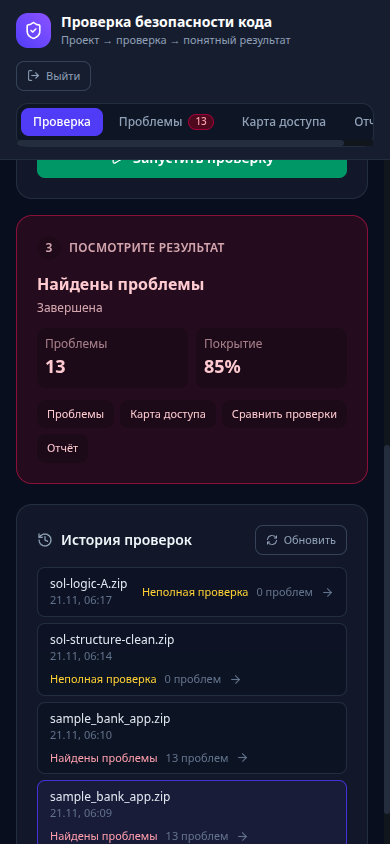 Проверка безопасности кода
Проект → проверка → понятный результат
Выйти
Проверка
Проблемы 13
Карта доступа
Отч
Запустить проверку
3 ПОСМОТРИТЕ РЕЗУЛЬТАТ
Найдены проблемы
Завершена
Проблемы
13
Покрытие
85%
Проблемы
Карта доступа
Сравнить проверки
Отчёт
История проверок
Обновить
sol-logic-A.zip
21.11, 06:17
Неполная проверка 0 проблем →
sol-structure-clean.zip
21.11, 06:14
Неполная проверка 0 проблем →
sample_bank_app.zip
21.11, 06:10
Найдены проблемы 13 проблем →
sample_bank_app.zip
21.11, 06:09
Найдены проблемы 13 проблем →